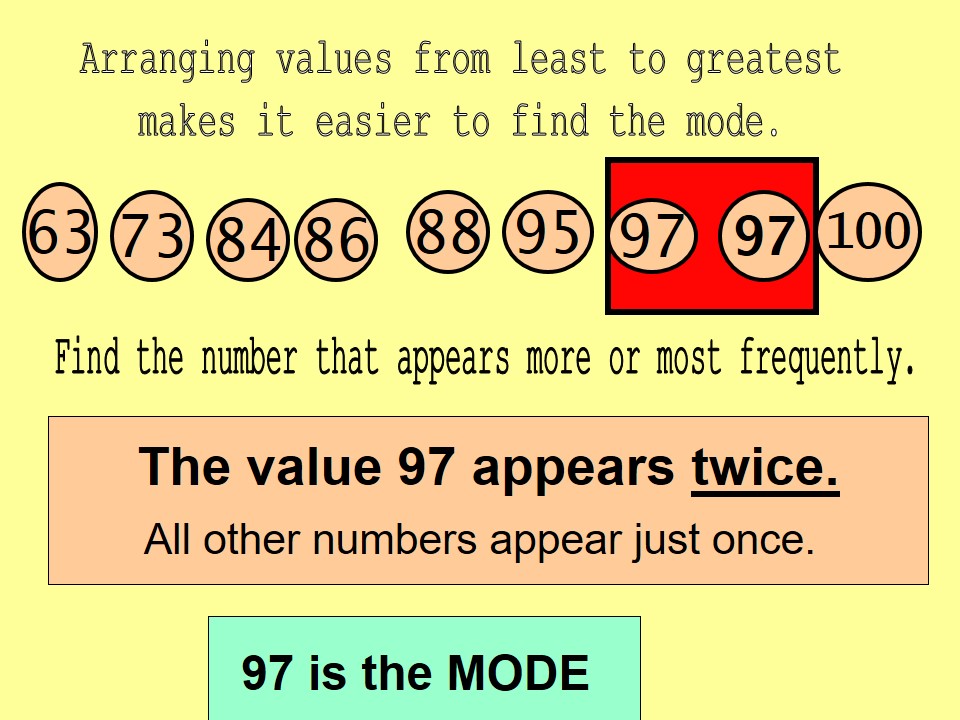 Arranging values from least to greatest
makes it easier to find the mode.
63 73 84 86 88 95 97 97 100
Find the number that appears more or most frequently.
The value 97 appears twice.
All other numbers appear just once.
97 is the MODE